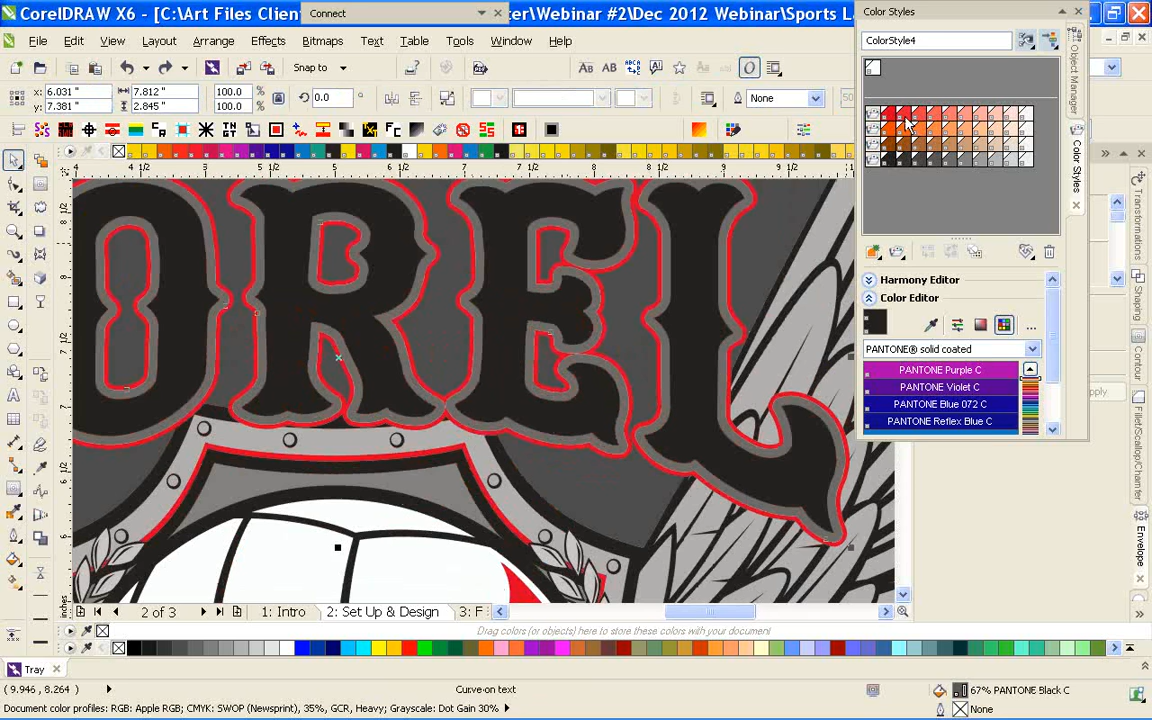 CorelDRAW X6 - [C:\Art Files Clien
Connect
ter\Webinar #2\Dec 2012 Webinar\Sports L
Color Styles
File Edit View Layout Arrange Effects Bitmaps Text Table Tools Window Help
ColorStyle4
Snap to
x: 6.031 " 7.812 " 100.0 %
y: 7.381 " 2.845 " 100.0 %
0.0
None
Object Manager
Color Styles
OREL
Harmony Editor
Color Editor
PANTONE® solid coated
PANTONE Purple C
PANTONE Violet C
PANTONE Blue 072 C
PANTONE Reflex Blue C
Transformations
Shaping
Contour
Fillet/Scallop/Chamfer
Envelope
inches
2 of 3
1: Intro
2: Set Up & Design
3: F
Drag colors (or objects) here to store these colors with your document
Tray
( 9.946 , 8.264 )
Curve on text
67% PANTONE Black C
Document color profiles: RGB: Apple RGB; CMYK: SWOP (Newsprint), 35%, GCR, Heavy; Grayscale: Dot Gain 30%
None